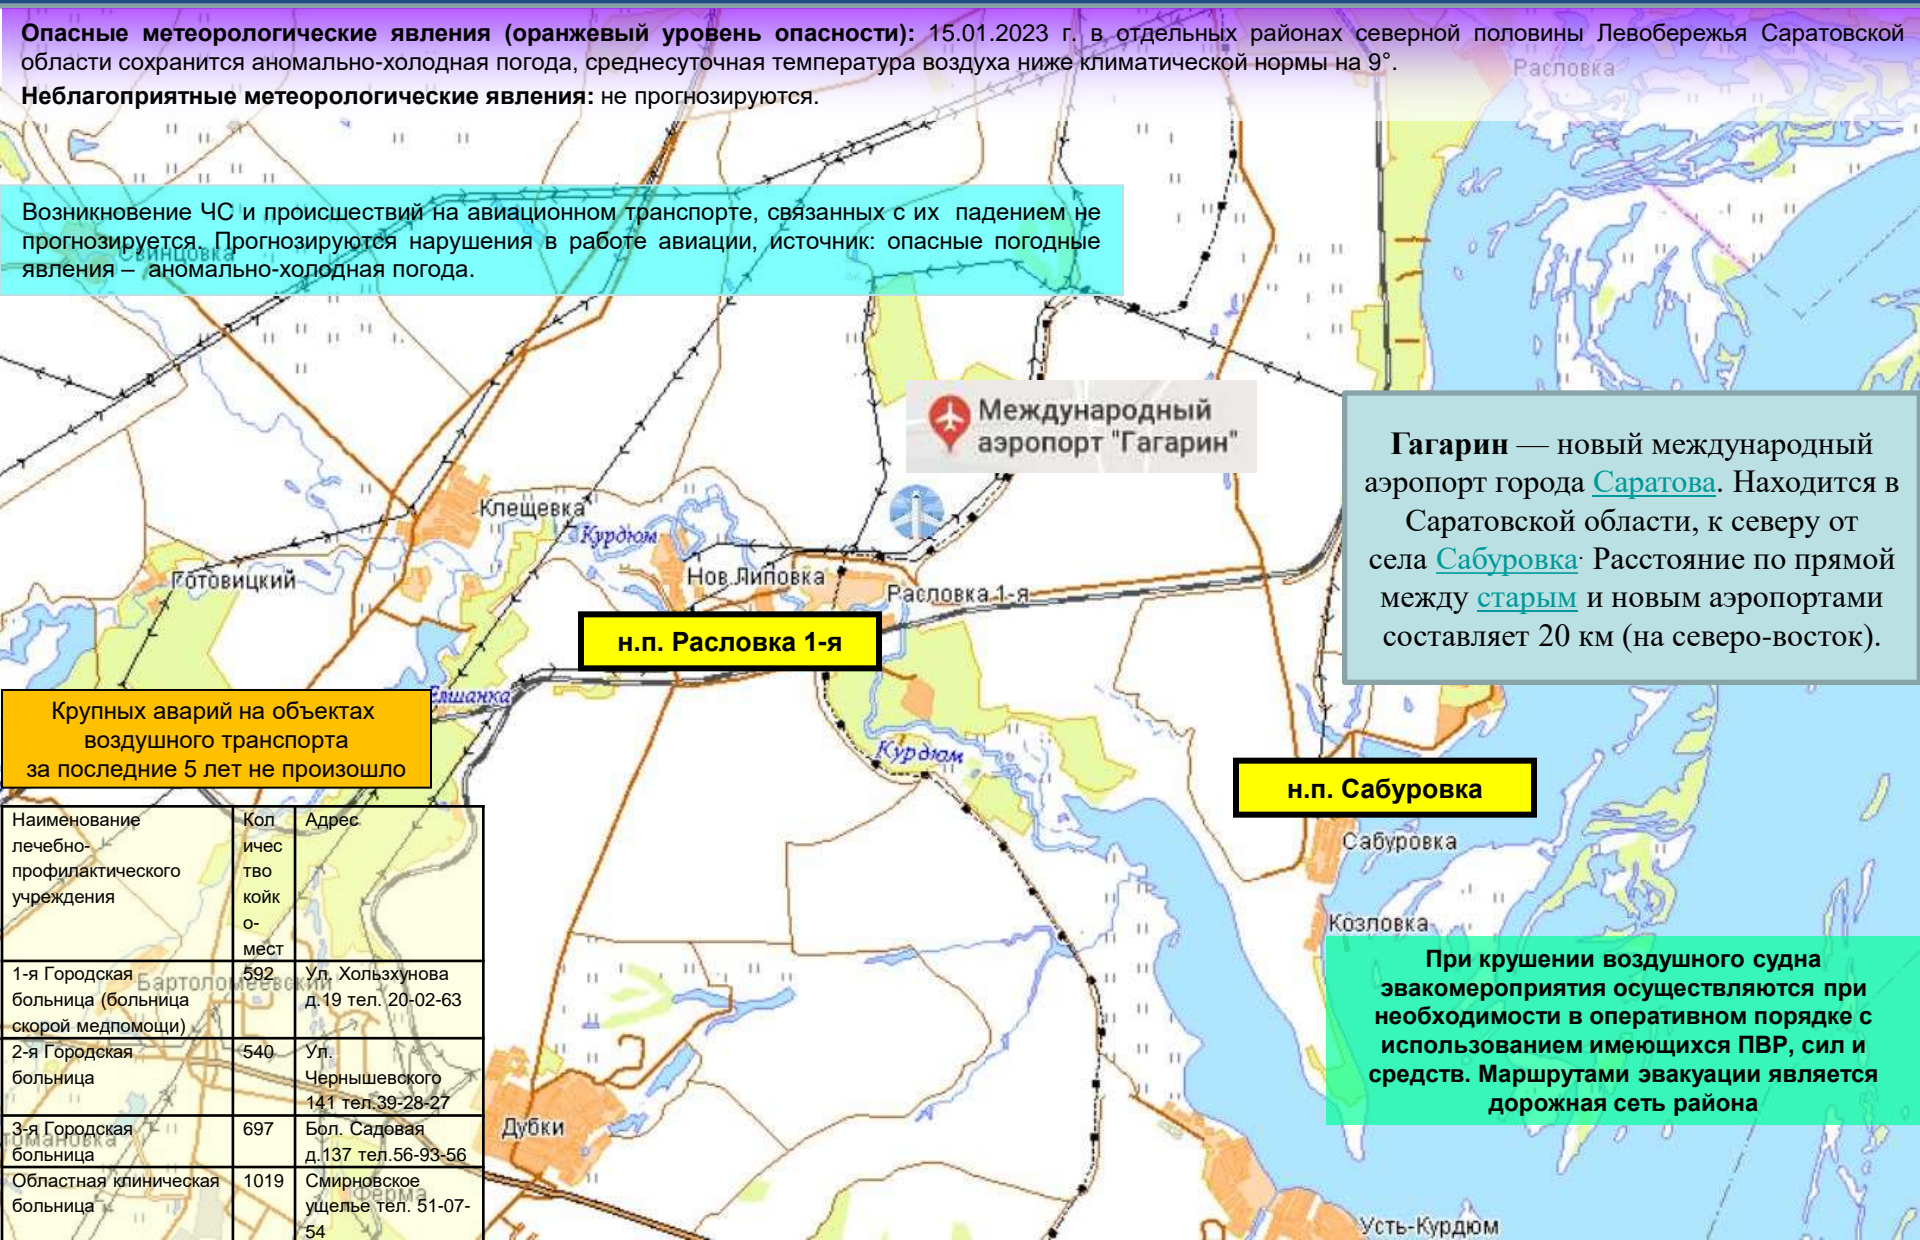 Опасные метеорологические явления (оранжевый уровень опасности): 15.01.2023 г. в отдельных районах северной половины Левобережья Саратовской
области сохранится аномально-холодная погода, среднесуточная температура воздуха ниже климатической нормы на 9°.
Неблагоприятные метеорологические явления: не прогнозируются.
Расловка
Возникновение ЧС и происшествий на авиационном транспорте, связанных с их падением не
прогнозируется. Прогнозируются нарушения в работе авиации, источник: опасные погодные
явления – аномально-холодная погода.
Свинцовка
Международный
аэропорт "Гагарин"
Гагарин — новый международный
аэропорт города Саратова. Находится в
Саратовской области, к северу от
села Сабуровка· Расстояние по прямой
между старым и новым аэропортами
составляет 20 км (на северо-восток).
Клещевка
Курдюм
Готовицкий
Нов.Липовка
Расловка 1-я
н.п. Расловка 1-я
Елшанка
Крупных аварий на объектах
воздушного транспорта
за последние 5 лет не произошло
Курдюм
н.п. Сабуровка
Сабуровка
Козловка
Наименование
лечебно-
профилактического
учреждения
Кол
ичес
тво
койк
о-
мест
Адрес
1-я Городская
больница (больница
скорой медпомощи)
592
Ул. Хользхунова
д.19 тел. 20-02-63
Бартоломеевский
2-я Городская
больница
540
Ул.
Чернышевского
141 тел.39-28-27
3-я Городская
больница
697
Бол. Садовая
д.137 тел.56-93-56
Областная клиническая
больница
1019
Смирновское
ущелье тел. 51-07-
54
Ферма
Дубки
При крушении воздушного судна
эвакомероприятия осуществляются при
необходимости в оперативном порядке с
использованием имеющихся ПВР, сил и
средств. Маршрутами эвакуации является
дорожная сеть района
Усть-Курдюм